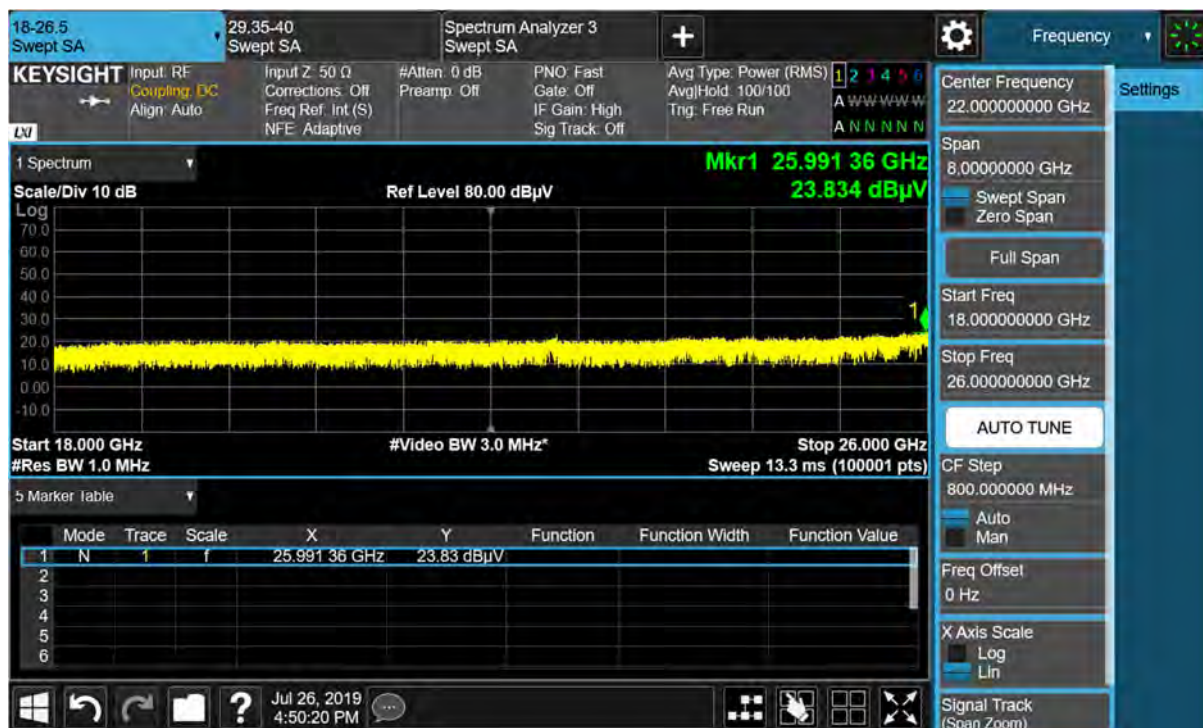 18-26.5
Swept SA
29.35-40
Swept SA
Spectrum Analyzer 3
Swept SA
+
Frequency
KEYSIGHT
LXI
Input: RF
Coupling: DC
Align: Auto
Input Z: 50 Ω
Corrections: Off
Freq Ref: Int (S)
NFE: Adaptive
#Atten: 0 dB
Preamp: Off
PNO: Fast
Gate: Off
IF Gain: High
Sig Track: Off
Avg Type: Power (RMS)
Avg|Hold: 100/100
Trig: Free Run
1 2 3 4 5 6
A W W W W W
A N N N N N
1 Spectrum
Scale/Div 10 dB
Ref Level 80.00 dBµV
Mkr1 25.991 36 GHz
23.834 dBµV
Log
70.0
60.0
50.0
40.0
30.0
20.0
10.0
0.00
-10.0
1
Start 18.000 GHz
#Video BW 3.0 MHz*
Stop 26.000 GHz
#Res BW 1.0 MHz
Sweep 13.3 ms (100001 pts)
5 Marker Table
Mode Trace Scale X Y Function Function Width Function Value
1 N 1 f 25.991 36 GHz 23.83 dBµV
2
3
4
5
6
Jul 26, 2019
4:50:20 PM
Center Frequency
22.000000000 GHz
Settings
Span
8.00000000 GHz
Swept Span
Zero Span
Full Span
Start Freq
18.000000000 GHz
Stop Freq
26.000000000 GHz
AUTO TUNE
CF Step
800.000000 MHz
Auto
Man
Freq Offset
0 Hz
X Axis Scale
Log
Lin
Signal Track
(Span Zoom)